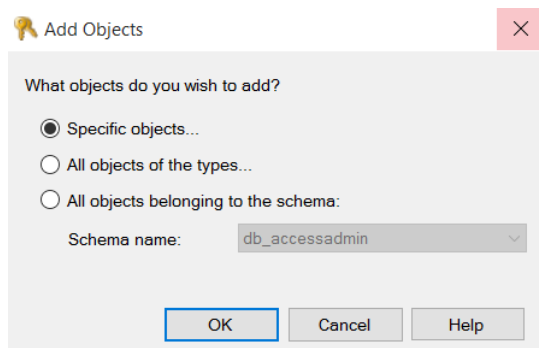 Add Objects
What objects do you wish to add?
Specific objects...
All objects of the types...
All objects belonging to the schema:
Schema name: db_accessadmin
OK Cancel Help